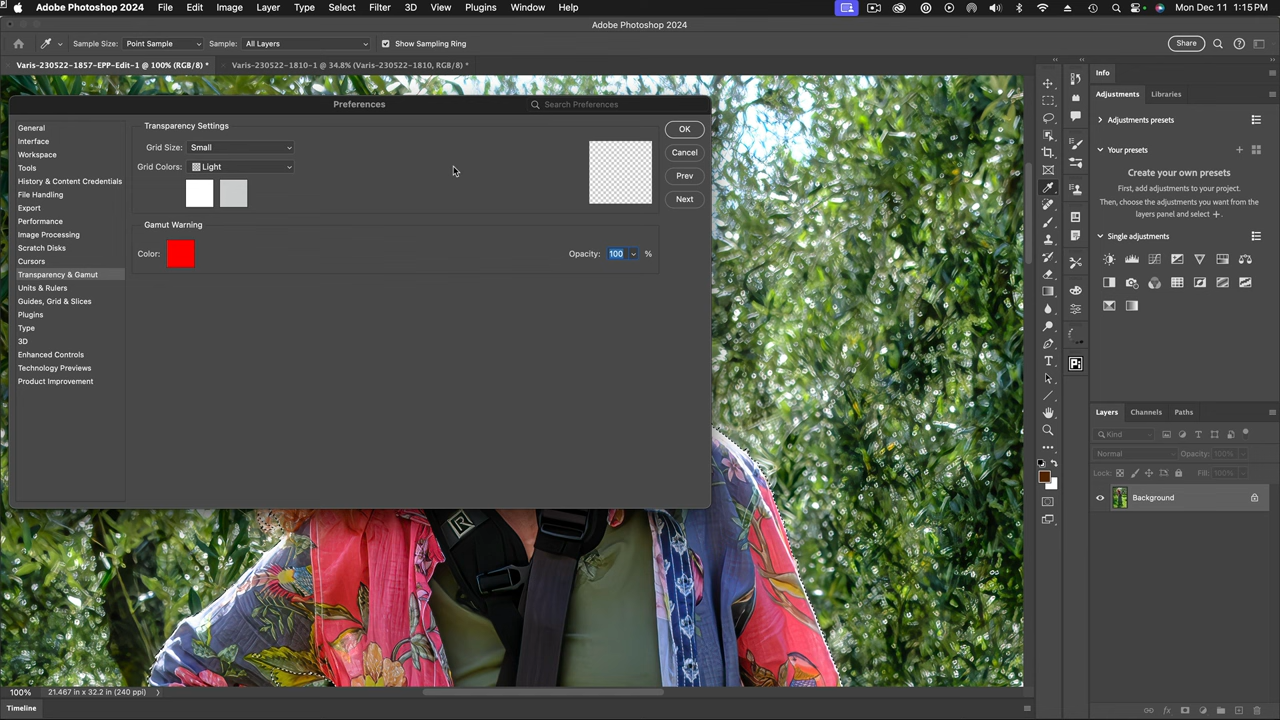 Adobe Photoshop 2024 File Edit Image Layer Type Select Filter 3D View Plugins Window Help Mon Dec 11 1:15 PM
Adobe Photoshop 2024
Sample Size: Point Sample Sample: All Layers Show Sampling Ring Share
Varis-230522-1857-EPP-Edit-1 @ 100% (RGB/8) * Varis-230522-1810-1 @ 34.8% (Varis-230522-1810, RGB/8) *
Preferences
Search Preferences
General
Interface
Workspace
Tools
History & Content Credentials
File Handling
Export
Performance
Image Processing
Scratch Disks
Cursors
Transparency & Gamut
Units & Rulers
Guides, Grid & Slices
Plugins
Type
3D
Enhanced Controls
Technology Previews
Product Improvement
Transparency Settings
Grid Size: Small
Grid Colors: Light
Gamut Warning
Color:
Opacity: 100 %
OK
Cancel
Prev
Next
Info
Adjustments Libraries
Adjustments presets
Your presets
Create your own presets
First, add adjustments to your project.
Then, choose the adjustments you want from the
layers panel and select +.
Single adjustments
Layers Channels Paths
Kind
Normal Opacity: 100%
Lock: Fill: 100%
Background
R
100% 21.467 in x 32.2 in (240 ppi)
Timeline